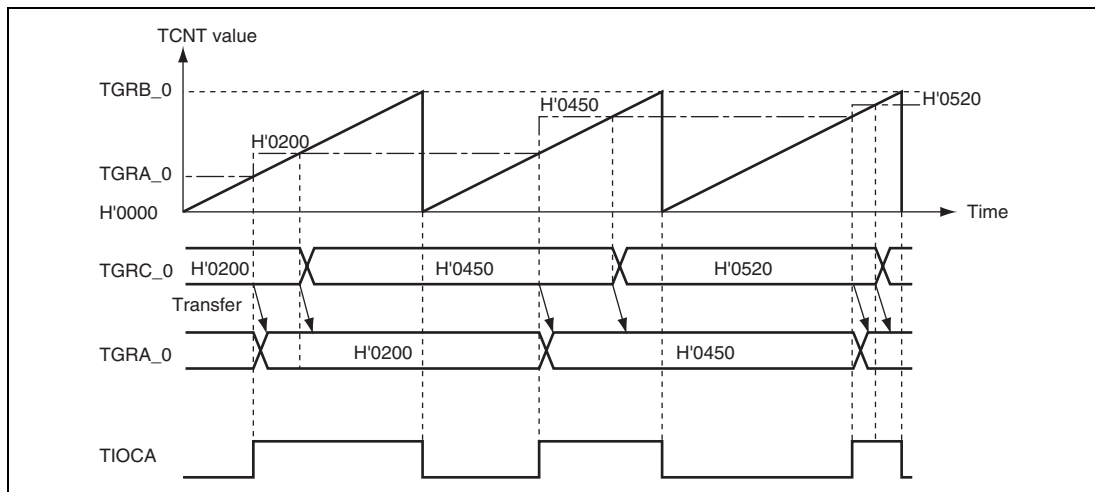 TCNT value
TGRB_0
H'0520
H'0450
H'0200
TGRA_0
H'0000
Time
TGRC_0
H'0200
H'0450
H'0520
Transfer
TGRA_0
H'0200
H'0450
TIOCA